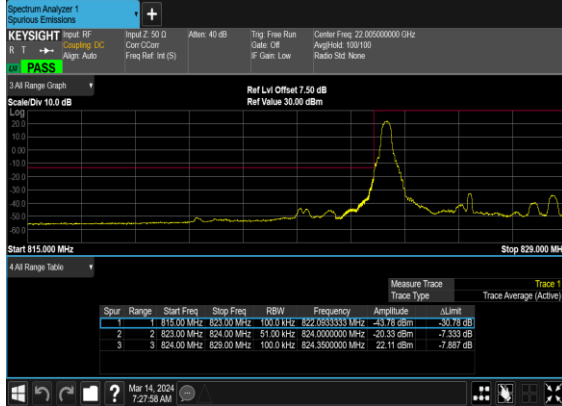 Spectrum Analyzer 1
Spurious Emissions
+
KEYSIGHT Input: RF Input Z: 50 Ω Atten: 40 dB Trig: Free Run Center Freq: 22.005000000 GHz
R T Coupling: DC Corr CCorr Gate: Off Avg|Hold: 100/100
Align: Auto Freq Ref: Int (S) IF Gain: Low Radio Std: None
PASS
3 All Range Graph
Ref Lvl Offset 7.50 dB
Scale/Div 10.0 dB Ref Value 30.00 dBm
Log
20.0
10.0
0.00
-10.0
-20.0
-30.0
-40.0
-50.0
-60.0
Start 815.000 MHz Stop 829.000 MH
4 All Range Table
Measure Trace Trace 1
Trace Type Trace Average (Active)
Spur Range Start Freq Stop Freq RBW Frequency Amplitude ΔLimit
1 1 815.00 MHz 823.00 MHz 100.0 kHz 822.0933333 MHz -43.78 dBm -30.78 dB
2 2 823.00 MHz 824.00 MHz 51.00 kHz 824.0000000 MHz -20.33 dBm -7.333 dB
3 3 824.00 MHz 829.00 MHz 100.0 kHz 824.3500000 MHz 22.11 dBm -7.887 dB
? Mar 14, 2024
7:27:58 AM